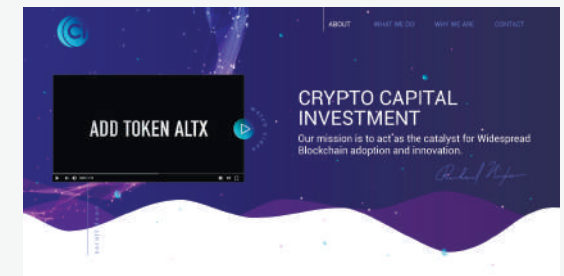 ABOUT
WHAT WE DO
WHY WE ARE
CONTACT
ADD TOKEN ALTX
CRYPTO CAPITAL
INVESTMENT
Our mission is to act as the catalyst for Widespread
Blockchain adoption and innovation.